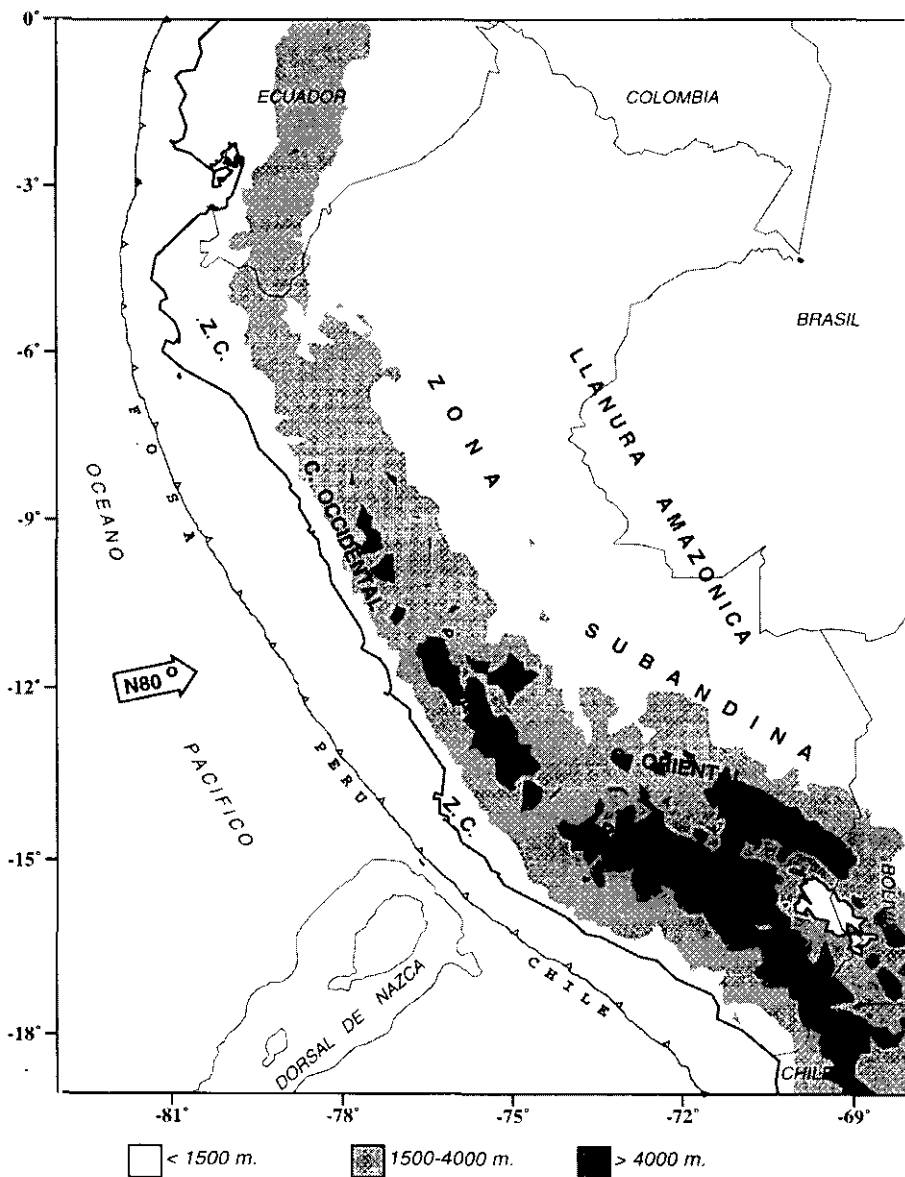 0°
-3°
-6°
-9°
-12°
-15°
-18°
-81°
-78°
-75°
-72°
-69°
ECUADOR
COLOMBIA
BRASIL
Z. C.
ZONA
SUBANDINA
LLANURA AMAZONICA
C. OCCIDENTAL
FOSA
PERU
CHILE
OCEANO
PACIFICO
N80°
ORIENTAL
Z. C.
DORSAL DE NAZCA
CHILE
< 1500 m.
1500-4000 m.
> 4000 m.